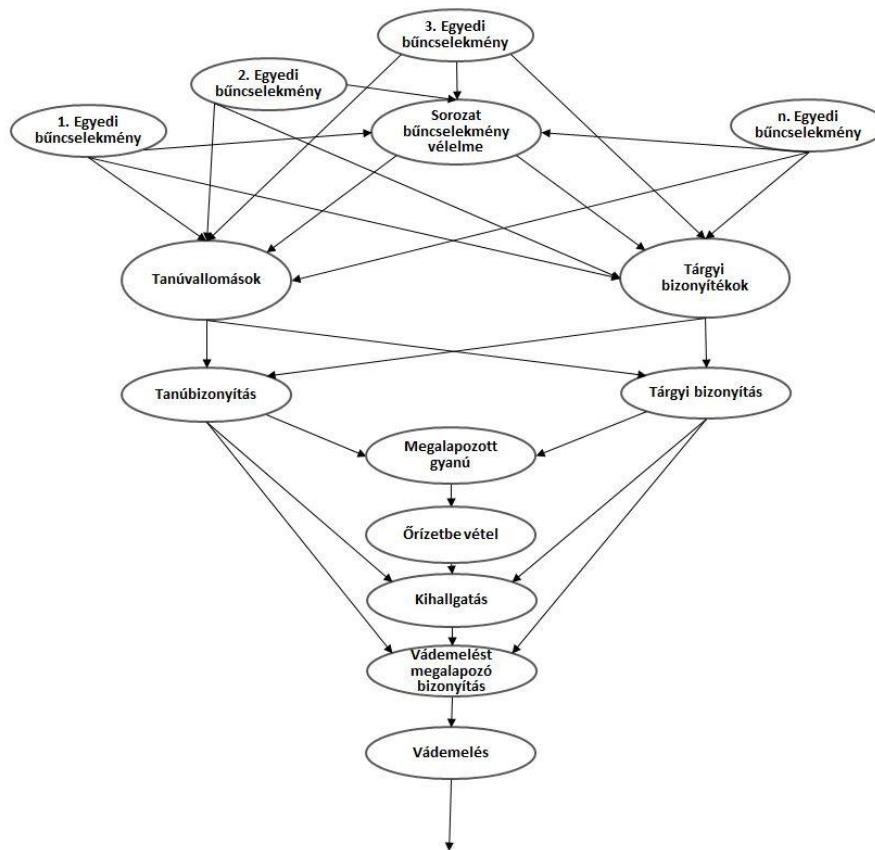 3. Egyedi
bűncselekmény
2. Egyedi
bűncselekmény
1. Egyedi
bűncselekmény
Sorozat
bűncselekmény
vélelme
n. Egyedi
bűncselekmény
Tanúvallomások
Tárgyi
bizonyítékok
Tanúbizonyítás
Tárgyi bizonyítás
Megalapozott
gyanú
Őrízetbe vétel
Kihallgatás
Vádemelést
megalapozó
bizonyítás
Vádemelés